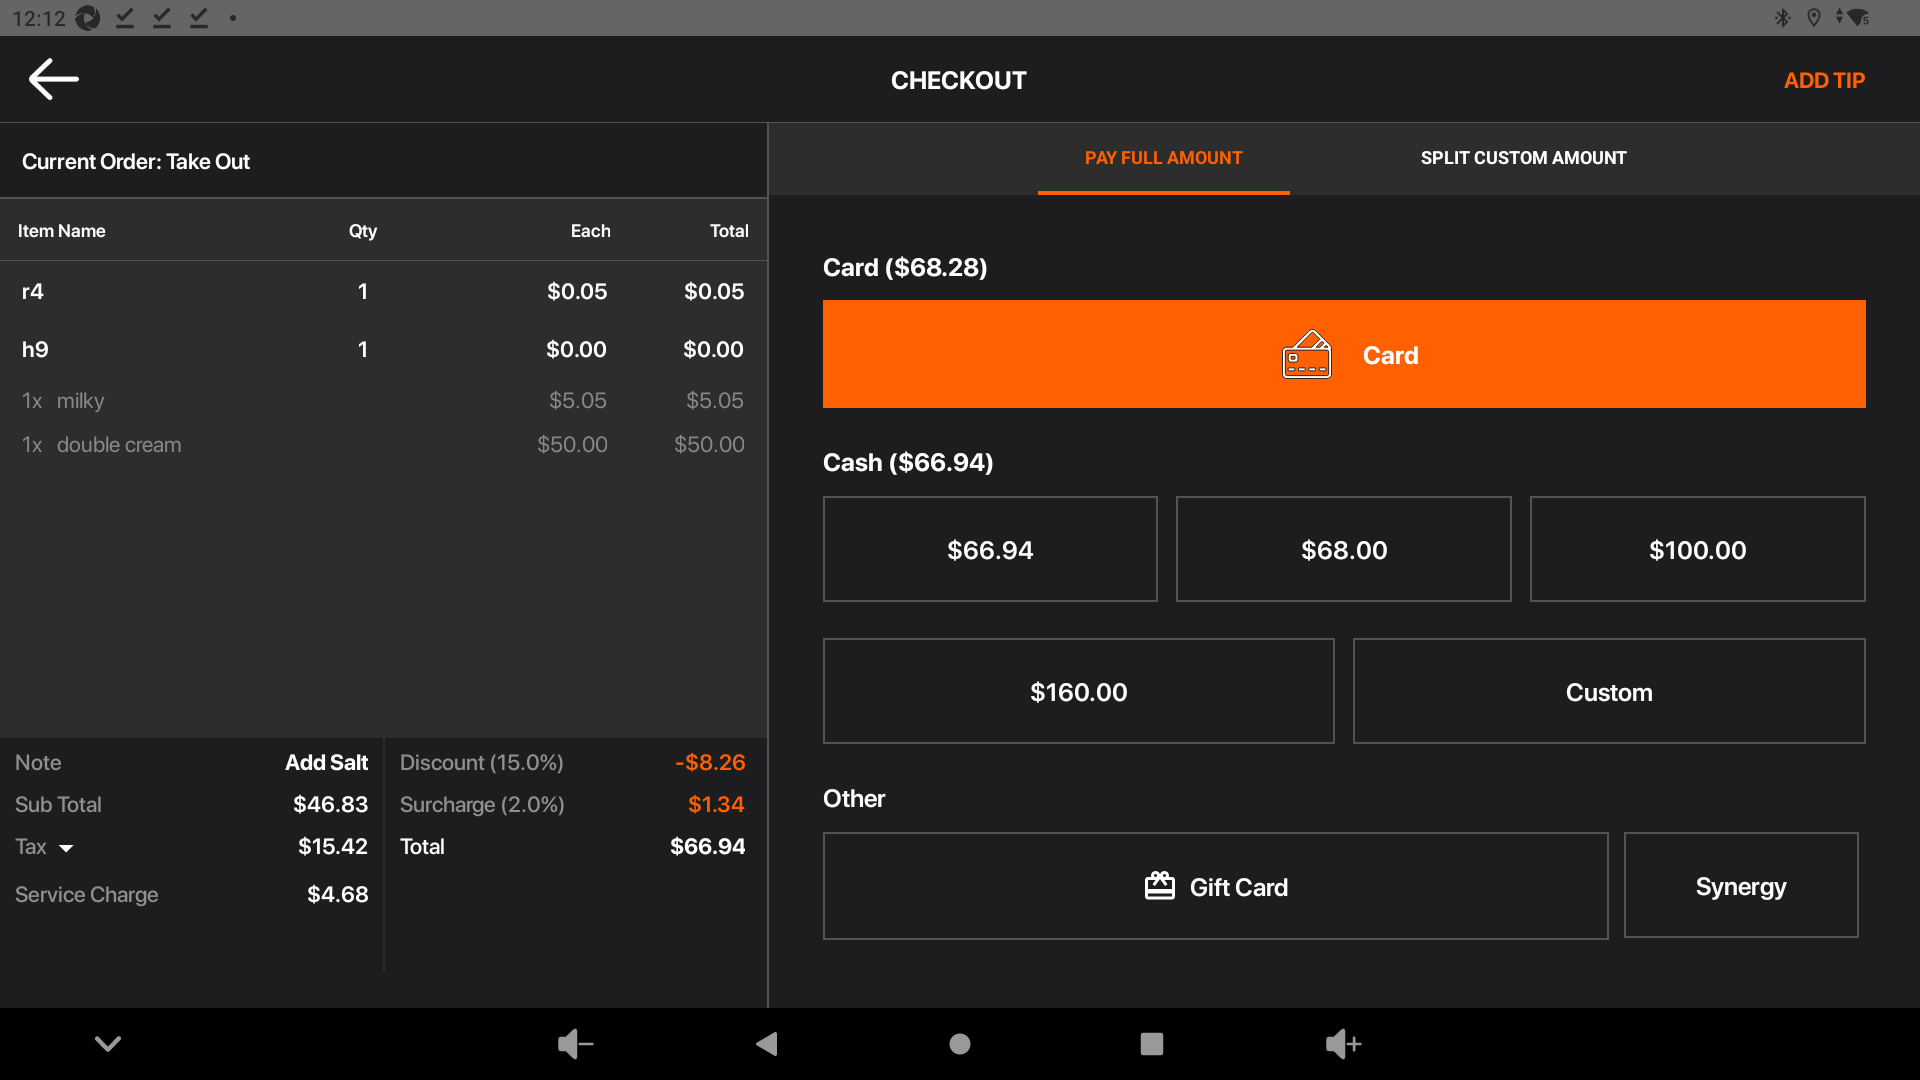 12:12
CHECKOUT
ADD TIP
Current Order: Take Out
PAY FULL AMOUNT
SPLIT CUSTOM AMOUNT
Item Name Qty Each Total
r4 1 $0.05 $0.05
h9 1 $0.00 $0.00
1x milky $5.05 $5.05
1x double cream $50.00 $50.00
Note Add Salt
Sub Total $46.83
Tax $15.42
Service Charge $4.68
Discount (15.0%) -$8.26
Surcharge (2.0%) $1.34
Total $66.94
Card ($68.28)
Card
Cash ($66.94)
$66.94 $68.00 $100.00
$160.00 Custom
Other
Gift Card Synergy